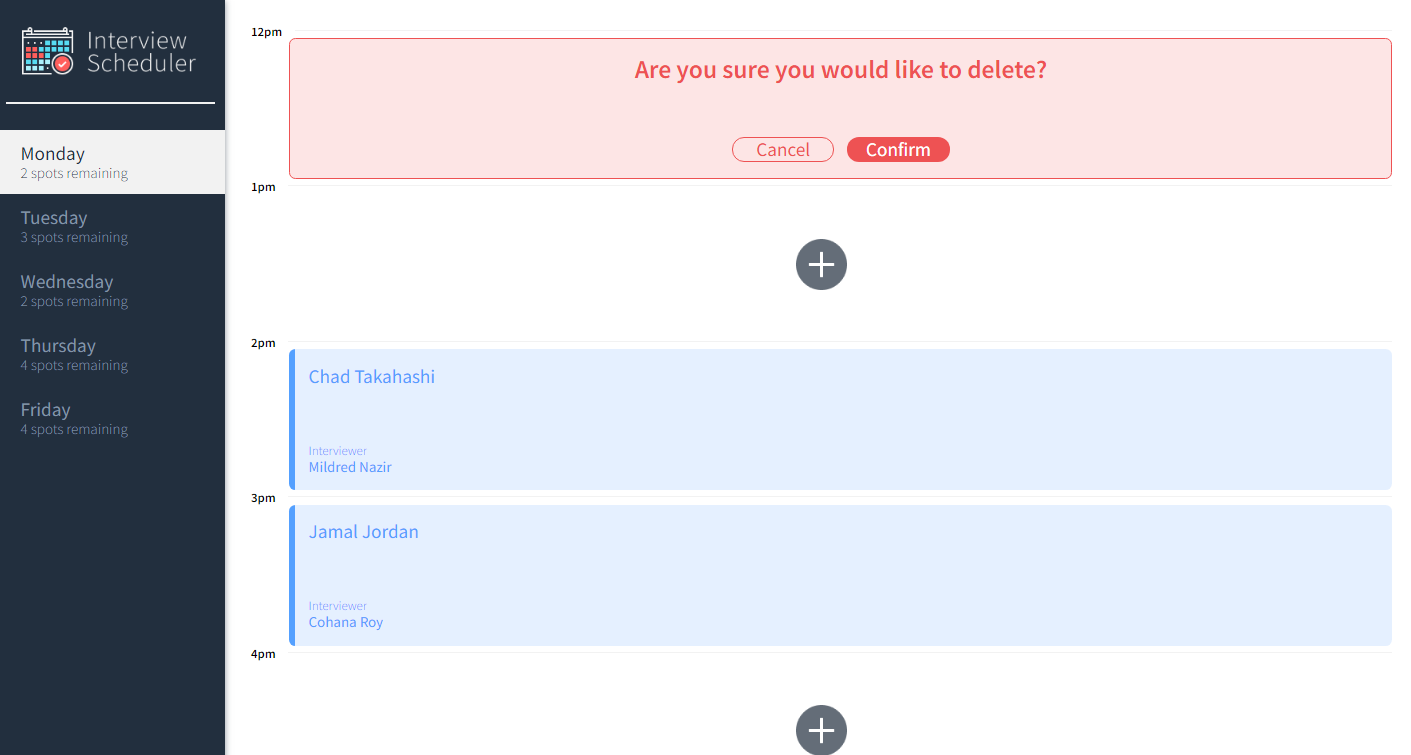 Interview
Scheduler
Monday
2 spots remaining
Tuesday
3 spots remaining
Wednesday
2 spots remaining
Thursday
4 spots remaining
Friday
4 spots remaining
12pm
Are you sure you would like to delete?
Cancel Confirm
1pm
2pm
Chad Takahashi
Interviewer
Mildred Nazir
3pm
Jamal Jordan
Interviewer
Cohana Roy
4pm